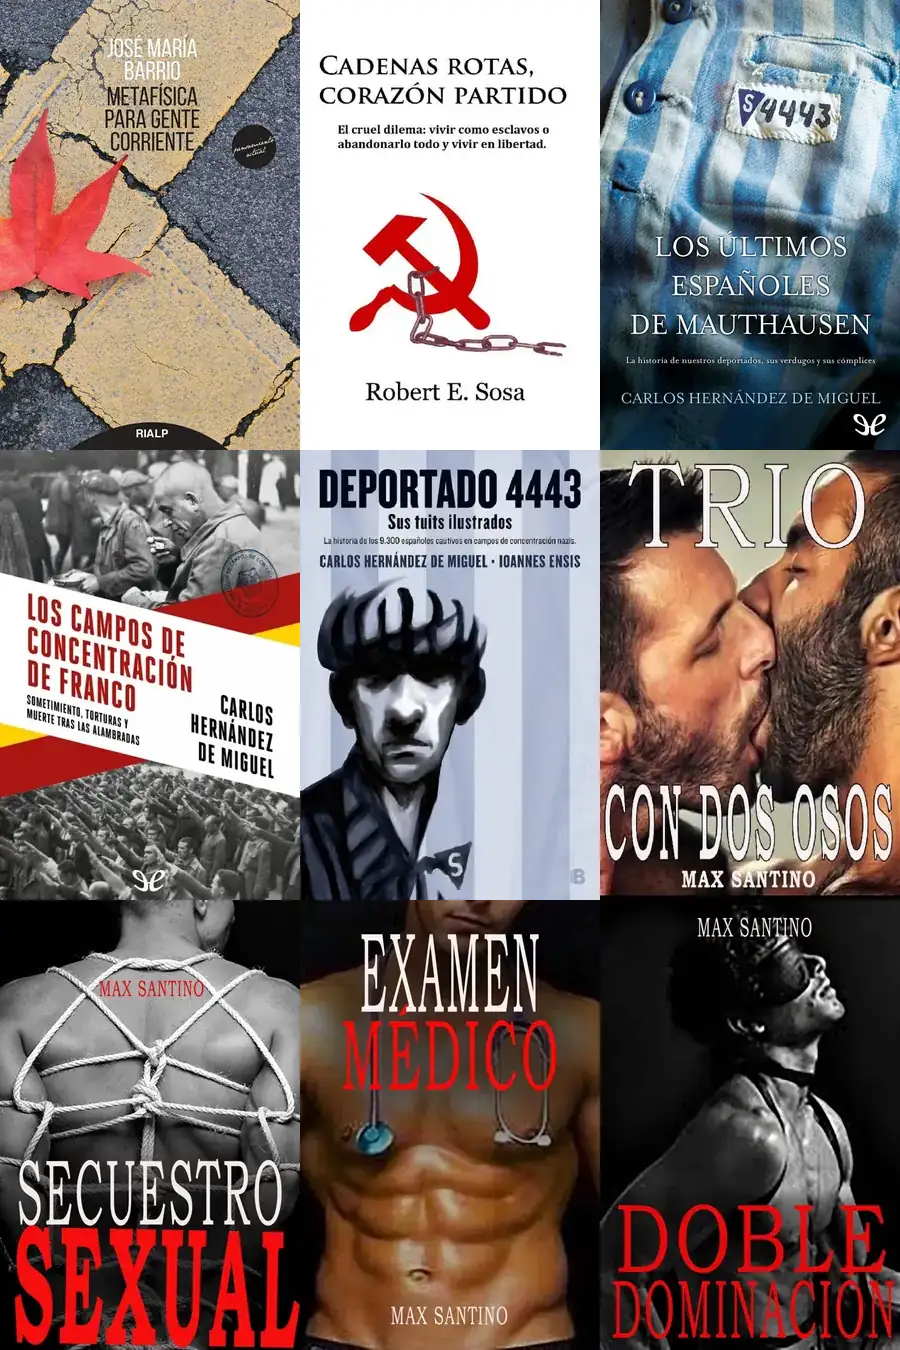 JOSÉ MARÍA
BARRIO
METAFÍSICA
PARA GENTE
CORRIENTE
pensamiento
actual
RIALP
CADENAS ROTAS,
CORAZÓN PARTIDO
El cruel dilema: vivir como esclavos o
abandonarlo todo y vivir en libertad.
Robert E. Sosa
S 4443
LOS ÚLTIMOS
ESPAÑOLES
DE MAUTHAUSEN
La historia de nuestros deportados, sus verdugos y sus cómplices
CARLOS HERNÁNDEZ DE MIGUEL
LOS CAMPOS DE
CONCENTRACIÓN
DE FRANCO
SOMETIMIENTO, TORTURAS Y
MUERTE TRAS LAS ALAMBRADAS
CARLOS
HERNÁNDEZ
DE MIGUEL
DEPORTADO 4443
Sus tuits ilustrados
La historia de los 9.300 españoles cautivos en campos de concentración nazis.
CARLOS HERNÁNDEZ DE MIGUEL · IOANNES ENSIS
S
B
TRIO
CON DOS OSOS
MAX SANTINO
MAX SANTINO
SECUESTRO
SEXUAL
EXAMEN
MÉDICO
MAX SANTINO
MAX SANTINO
DOBLE
DOMINACIÓN